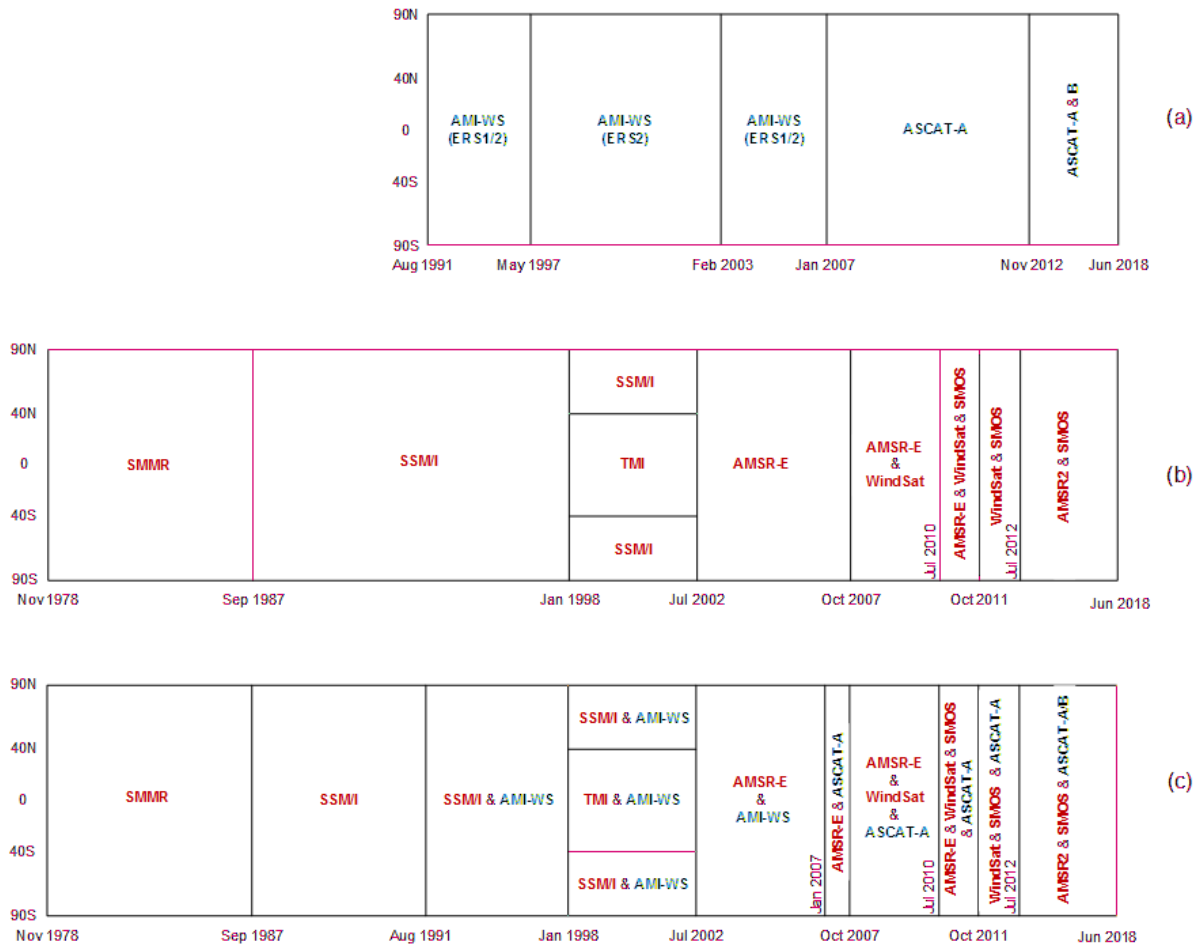 90N
40N
0
40S
90S
AMI-WS
(ERS1/2)
AMI-WS
(ERS2)
AMI-WS
(ERS1/2)
ASCAT-A
ASCAT-A & B
(a)
Aug 1991
May 1997
Feb 2003
Jan 2007
Nov 2012
Jun 2018
90N
40N
0
40S
90S
SMMR
SSM/I
SSM/I
TMI
SSM/I
AMSR-E
AMSR-E
&
WindSat
Jul 2010
AMSR-E & WindSat & SMOS
WindSat & SMOS
Jul 2012
AMSR2 & SMOS
(b)
Nov 1978
Sep 1987
Jan 1998
Jul 2002
Oct 2007
Oct 2011
Jun 2018
90N
40N
0
40S
90S
SMMR
SSM/I
SSM/I & AMI-WS
SSM/I & AMI-WS
TMI & AMI-WS
SSM/I & AMI-WS
AMSR-E
&
AMI-WS
Jan 2007
AMSR-E & ASCAT-A
AMSR-E
&
WindSat
&
ASCAT-A
Jul 2010
AMSR-E & WindSat & SMOS
& ASCAT-A
WindSat & SMOS & ASCAT-A
Jul 2012
AMSR2 & SMOS & ASCAT-A/B
(c)
Nov 1978
Sep 1987
Aug 1991
Jan 1998
Jul 2002
Oct 2007
Oct 2011
Jun 2018